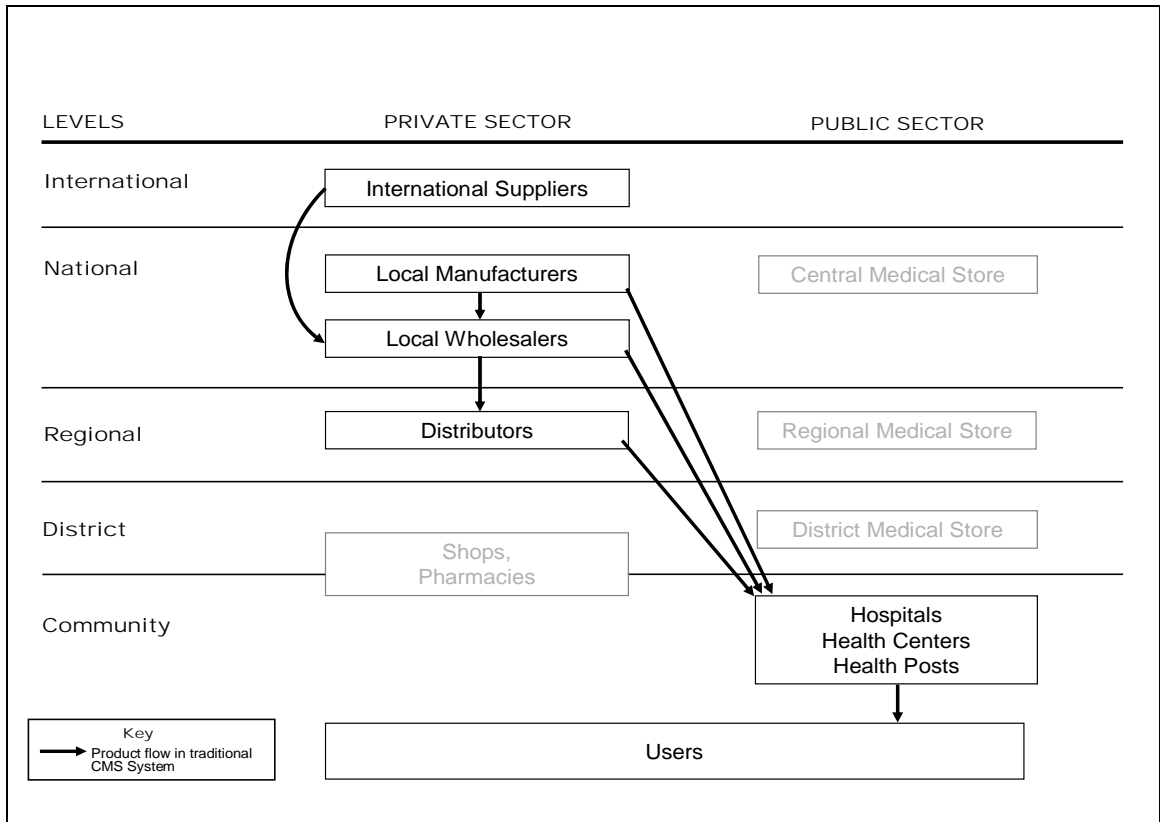 LEVELS
PRIVATE SECTOR
PUBLIC SECTOR
International
International Suppliers
National
Local Manufacturers
Central Medical Store
Local Wholesalers
Regional
Distributors
Regional Medical Store
District
District Medical Store
Shops,
Pharmacies
Community
Hospitals
Health Centers
Health Posts
Key
Product flow in traditional
CMS System
Users